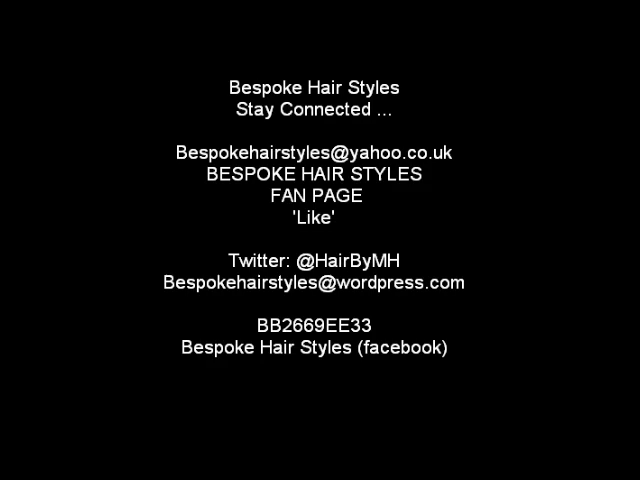 Bespoke Hair Styles
Stay Connected ...
Bespokehairstyles@yahoo.co.uk
BESPOKE HAIR STYLES
FAN PAGE
'Like'
Twitter: @HairByMH
Bespokehairstyles@wordpress.com
BB2669EE33
Bespoke Hair Styles (facebook)